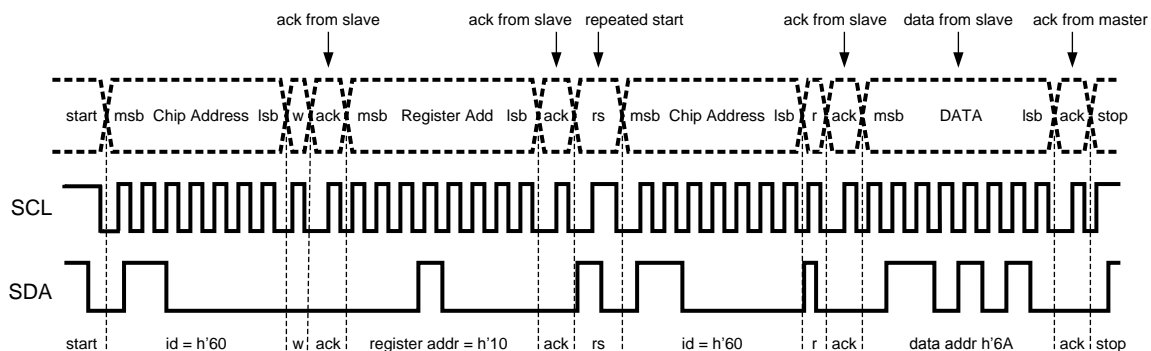 ack from slave ack from slave repeated start ack from slave data from slave ack from master
start msb Chip Address lsb w ack msb Register Add lsb ack rs msb Chip Address lsb r ack msb DATA lsb ack stop
SCL
SDA
start id = h'60 w ack register addr = h'10 ack rs id = h'60 r ack data addr h'6A ack stop